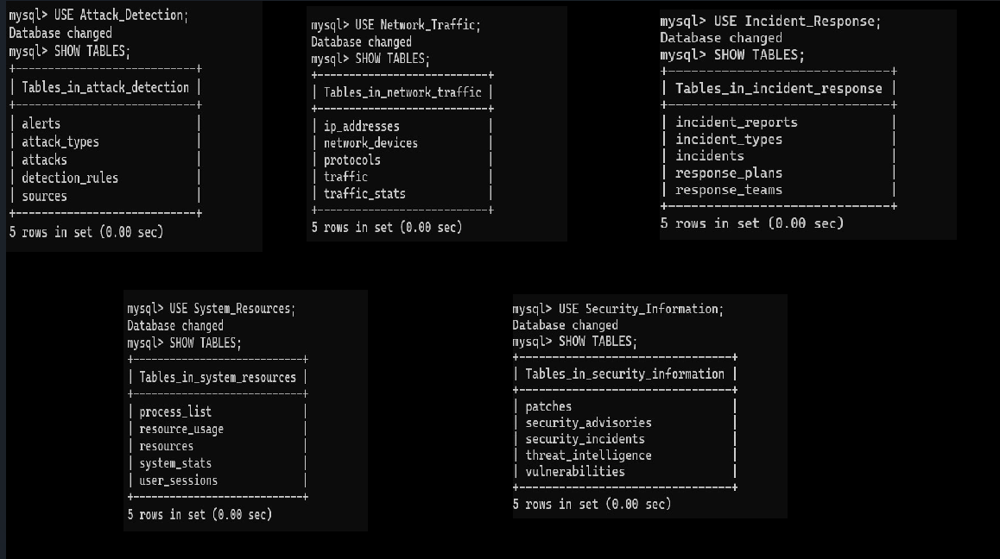 mysql> USE Attack_Detection;
Database changed
mysql> SHOW TABLES;
+----------------------------+
| Tables_in_attack_detection |
+----------------------------+
| alerts                     |
| attack_types               |
| attacks                    |
| detection_rules            |
| sources                    |
+----------------------------+
5 rows in set (0.00 sec)
mysql> USE Network_Traffic;
Database changed
mysql> SHOW TABLES;
+---------------------------+
| Tables_in_network_traffic |
+---------------------------+
| ip_addresses              |
| network_devices           |
| protocols                 |
| traffic                   |
| traffic_stats             |
+---------------------------+
5 rows in set (0.00 sec)
mysql> USE Incident_Response;
Database changed
mysql> SHOW TABLES;
+-----------------------------+
| Tables_in_incident_response |
+-----------------------------+
| incident_reports            |
| incident_types              |
| incidents                   |
| response_plans              |
| response_teams              |
+-----------------------------+
5 rows in set (0.00 sec)
mysql> USE System_Resources;
Database changed
mysql> SHOW TABLES;
+----------------------------+
| Tables_in_system_resources |
+----------------------------+
| process_list               |
| resource_usage             |
| resources                  |
| system_stats               |
| user_sessions              |
+----------------------------+
5 rows in set (0.00 sec)
mysql> USE Security_Information;
Database changed
mysql> SHOW TABLES;
+--------------------------------+
| Tables_in_security_information |
+--------------------------------+
| patches                        |
| security_advisories            |
| security_incidents             |
| threat_intelligence            |
| vulnerabilities                |
+--------------------------------+
5 rows in set (0.00 sec)